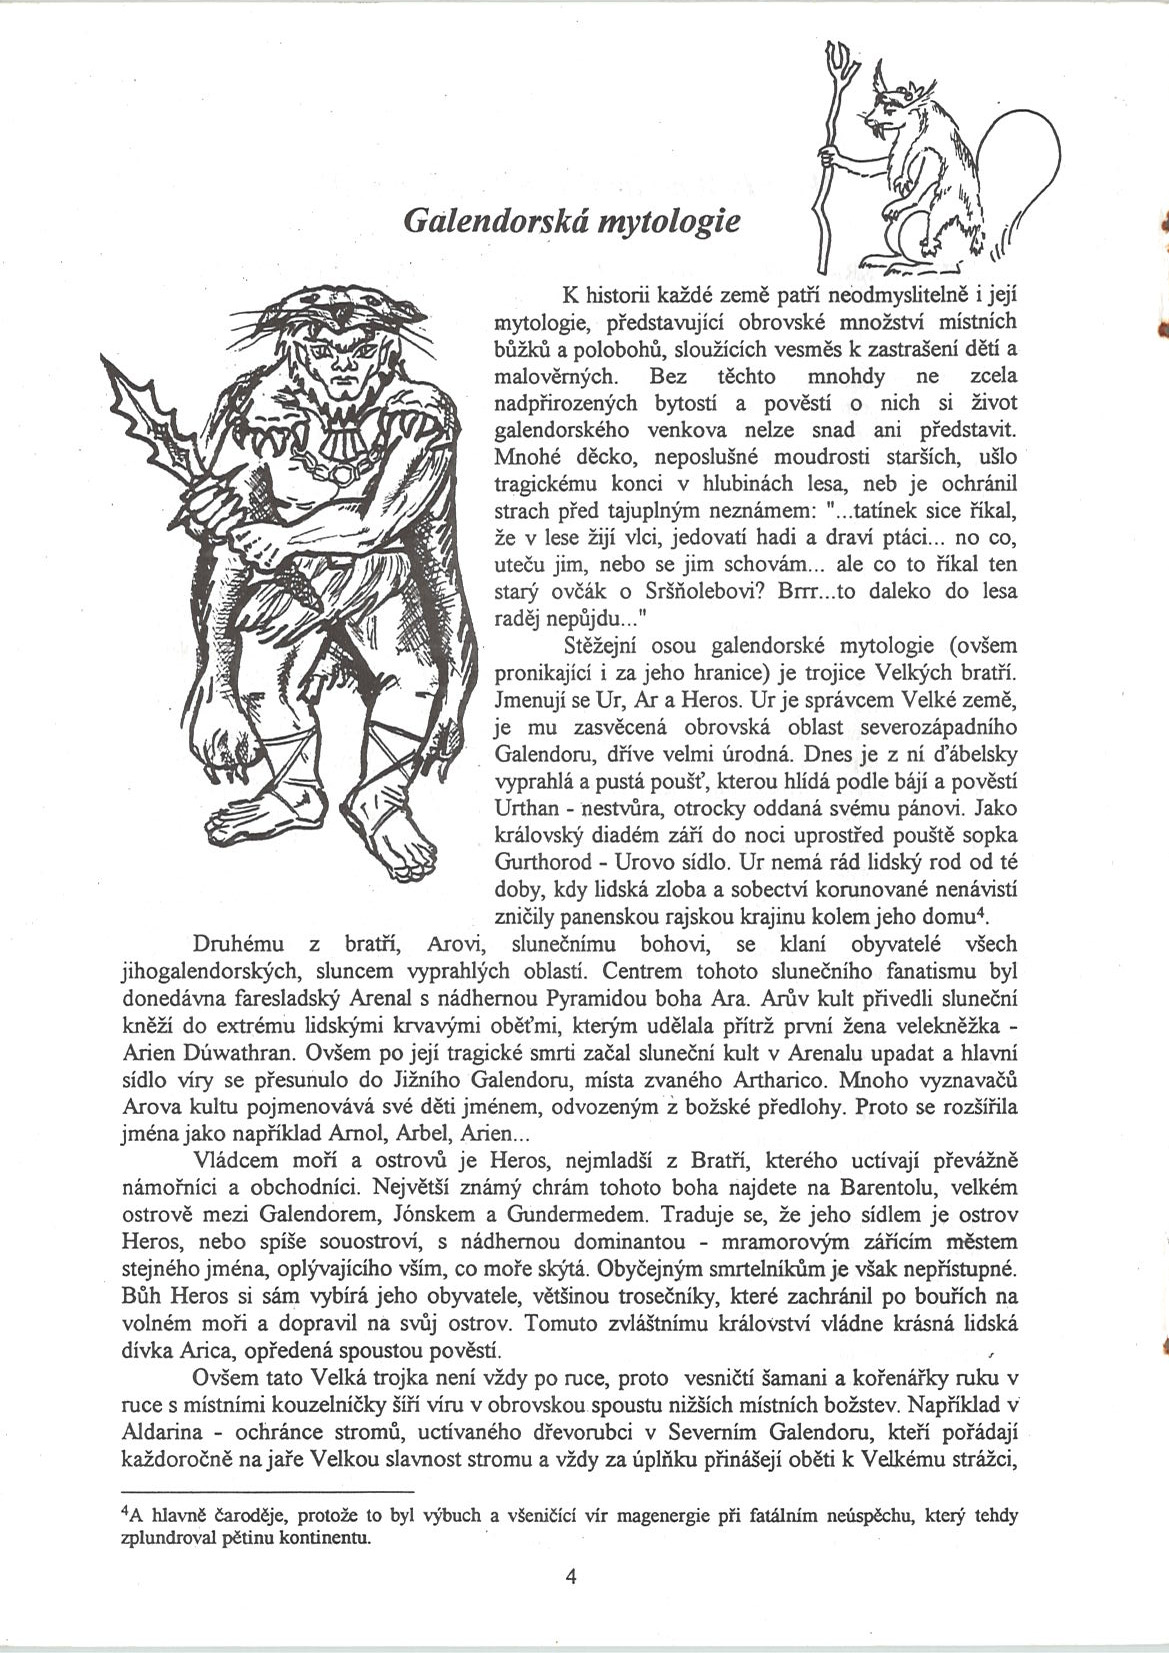 Galendorská mytologie
K historii každé země patří neodmyslitelně i její
mytologie, představující obrovské množství místních
bůžků a polobohů, sloužících vesměs k zastrašení dětí a
malověrných. Bez těchto mnohdy ne zcela
nadpřirozených bytostí a pověstí o nich si život
galendorského venkova nelze snad ani představit.
Mnohé děcko, neposlušné moudrosti starších, ušlo
tragickému konci v hlubinách lesa, neb je ochránil
strach před tajuplným neznámem: "...tatínek sice říkal,
že v lese žijí vlci, jedovatí hadi a draví ptáci... no co,
uteču jim, nebo se jim schovám... ale co to říkal ten
starý ovčák o Sršňolebovi? Brrr...to daleko do lesa
raděj nepůjdu..."
Stěžejní osou galendorské mytologie (ovšem
pronikající i za jeho hranice) je trojice Velkých bratří.
Jmenují se Ur, Ar a Heros. Ur je správcem Velké země,
je mu zasvěcená obrovská oblast severozápadního
Galendoru, dříve velmi úrodná. Dnes je z ní ďábelsky
vyprahlá a pustá poušť, kterou hlídá podle bájí a pověstí
Urthan - nestvůra, otrocky oddaná svému pánovi. Jako
královský diadém září do noci uprostřed pouště sopka
Gurthorod - Urovo sídlo. Ur nemá rád lidský rod od té
doby, kdy lidská zloba a sobectví korunované nenávistí
zničily panenskou rajskou krajinu kolem jeho domu⁴.
Druhému z bratří, Arovi, slunečnímu bohovi, se klaní obyvatelé všech
jihogalendorských, sluncem vyprahlých oblastí. Centrem tohoto slunečního fanatismu byl
donedávna faresladský Arenal s nádhernou Pyramidou boha Ara. Arův kult přivedli sluneční
kněží do extrému lidskými krvavými oběťmi, kterým udělala přítrž první žena velekněžka -
Arien Dúwathran. Ovšem po její tragické smrti začal sluneční kult v Arenalu upadat a hlavní
sídlo víry se přesunulo do Jižního Galendoru, místa zvaného Artharico. Mnoho vyznavačů
Arova kultu pojmenovává své děti jménem, odvozeným z božské předlohy. Proto se rozšířila
jména jako například Arnol, Arbel, Arien...
Vládcem moří a ostrovů je Heros, nejmladší z Bratří, kterého uctívají převážně
námořníci a obchodníci. Největší známý chrám tohoto boha najdete na Barentolu, velkém
ostrově mezi Galendorem, Jónskem a Gundermedem. Traduje se, že jeho sídlem je ostrov
Heros, nebo spíše souostroví, s nádhernou dominantou - mramorovým zářícím městem
stejného jména, oplývajícího vším, co moře skýtá. Obyčejným smrtelníkům je však nepřístupné.
Bůh Heros si sám vybírá jeho obyvatele, většinou trosečníky, které zachránil po bouřích na
volném moři a dopravil na svůj ostrov. Tomuto zvláštnímu království vládne krásná lidská
dívka Arica, opředená spoustou pověstí.
Ovšem tato Velká trojka není vždy po ruce, proto vesničtí šamani a kořenářky ruku v
ruce s místními kouzelníčky šíří víru v obrovskou spoustu nižších místních božstev. Například v
Aldarina - ochránce stromů, uctívaného dřevorubci v Severním Galendoru, kteří pořádají
každoročně na jaře Velkou slavnost stromu a vždy za úplňku přinášejí oběti k Velkému strážci,
⁴A hlavně čaroděje, protože to byl výbuch a všeničící vír magenergie při fatálním neúspěchu, který tehdy
zplundroval pětinu kontinentu.
4